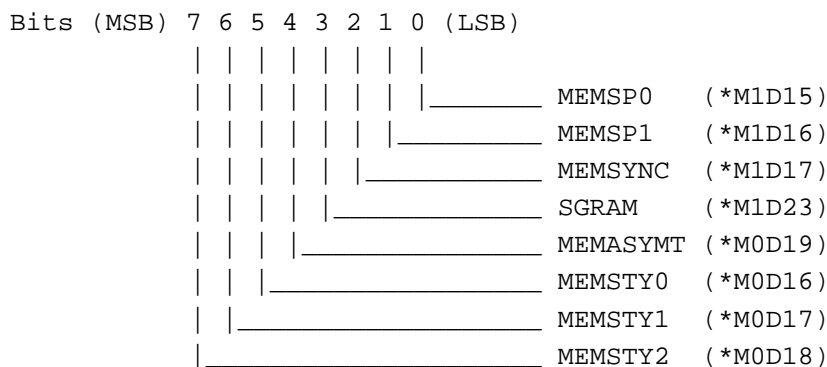 Bits (MSB) 7 6 5 4 3 2 1 0 (LSB)
MEMSP0 (*M1D15)
MEMSP1 (*M1D16)
MEMSYNC (*M1D17)
SGRAM (*M1D23)
MEMASYMT (*M0D19)
MEMSTY0 (*M0D16)
MEMSTY1 (*M0D17)
MEMSTY2 (*M0D18)